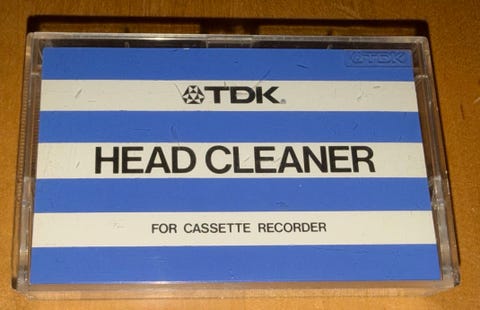 TDK
TDK®
HEAD CLEANER
FOR CASSETTE RECORDER